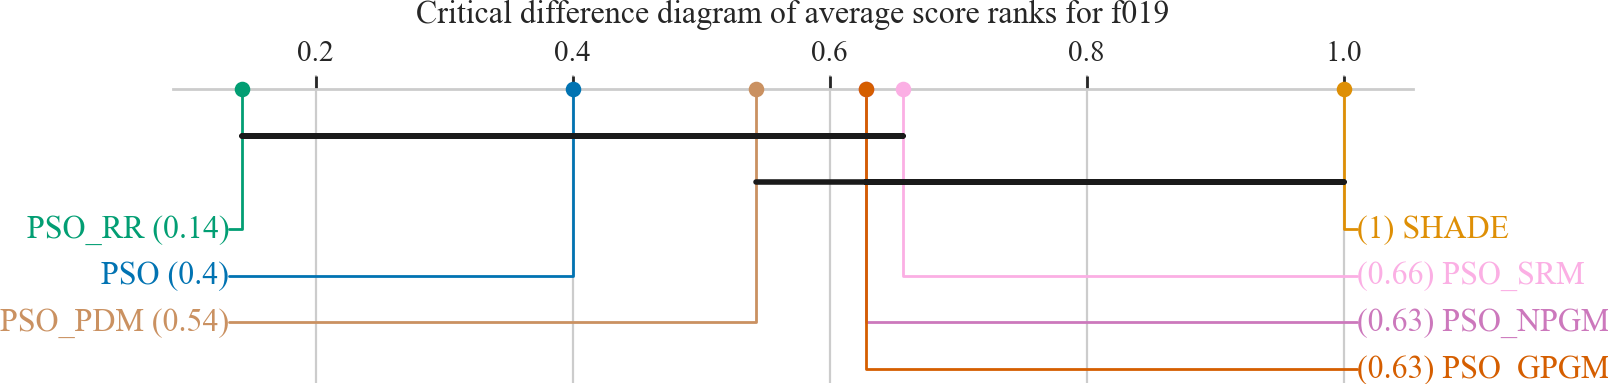 Critical difference diagram of average score ranks for f019
0.2 0.4 0.6 0.8 1.0
PSO_RR (0.14) (1) SHADE
PSO (0.4) (0.66) PSO_SRM
PSO_PDM (0.54) (0.63) PSO_NPGM
(0.63) PSO_GPGM